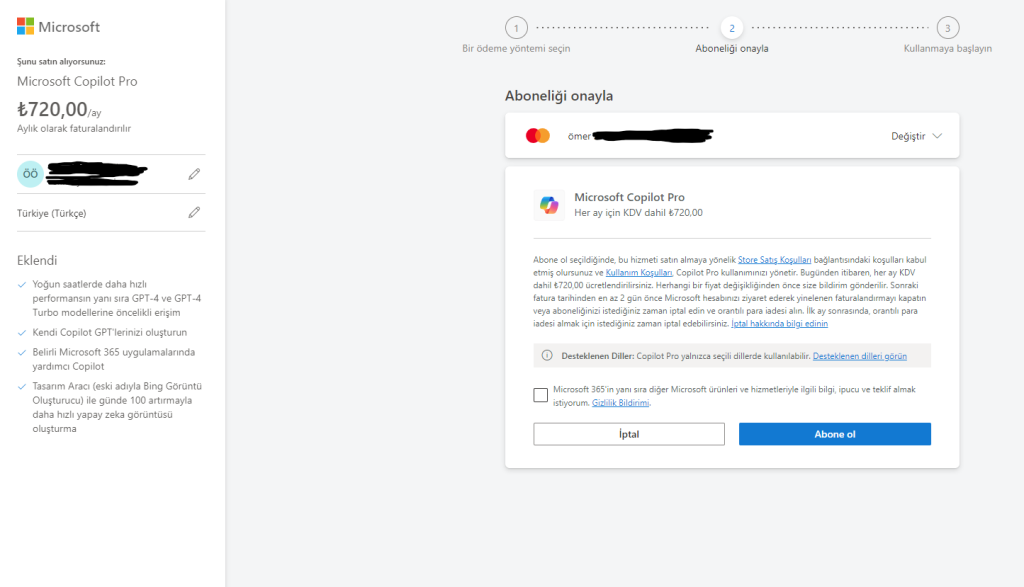 Microsoft
Şunu satın alıyorsunuz:
Microsoft Copilot Pro
₺720,00/ay
Aylık olarak faturalandırılır
ÖÖ
Türkiye (Türkçe)
Eklendi
Yoğun saatlerde daha hızlı
performansın yanı sıra GPT-4 ve GPT-4
Turbo modellerine öncelikli erişim
Kendi Copilot GPT'lerinizi oluşturun
Belirli Microsoft 365 uygulamalarında
yardımcı Copilot
Tasarım Aracı (eski adıyla Bing Görüntü
Oluşturucu) ile günde 100 artırmayla
daha hızlı yapay zeka görüntüsü
oluşturma
1
2
3
Bir ödeme yöntemi seçin
Aboneliği onayla
Kullanmaya başlayın
Aboneliği onayla
ömer
Değiştir
Microsoft Copilot Pro
Her ay için KDV dahil ₺720,00
Abone ol seçildiğinde, bu hizmeti satın almaya yönelik Store Satış Koşulları bağlantısındaki koşulları kabul
etmiş olursunuz ve Kullanım Koşulları, Copilot Pro kullanımınızı yönetir. Bugünden itibaren, her ay KDV
dahil ₺720,00 ücretlendirilirsiniz. Herhangi bir fiyat değişikliğinden önce size bildirim gönderilir. Sonraki
fatura tarihinden en az 2 gün önce Microsoft hesabınızı ziyaret ederek yinelenen faturalandırmayı kapatın
veya aboneliğinizi istediğiniz zaman iptal edin ve orantılı para iadesi alın. İlk ay sonrasında, orantılı para
iadesi almak için istediğiniz zaman iptal edebilirsiniz. İptal hakkında bilgi edinin
Desteklenen Diller: Copilot Pro yalnızca seçili dillerde kullanılabilir. Desteklenen dilleri görün
Microsoft 365'in yanı sıra diğer Microsoft ürünleri ve hizmetleriyle ilgili bilgi, ipucu ve teklif almak
istiyorum. Gizlilik Bildirimi.
İptal
Abone ol